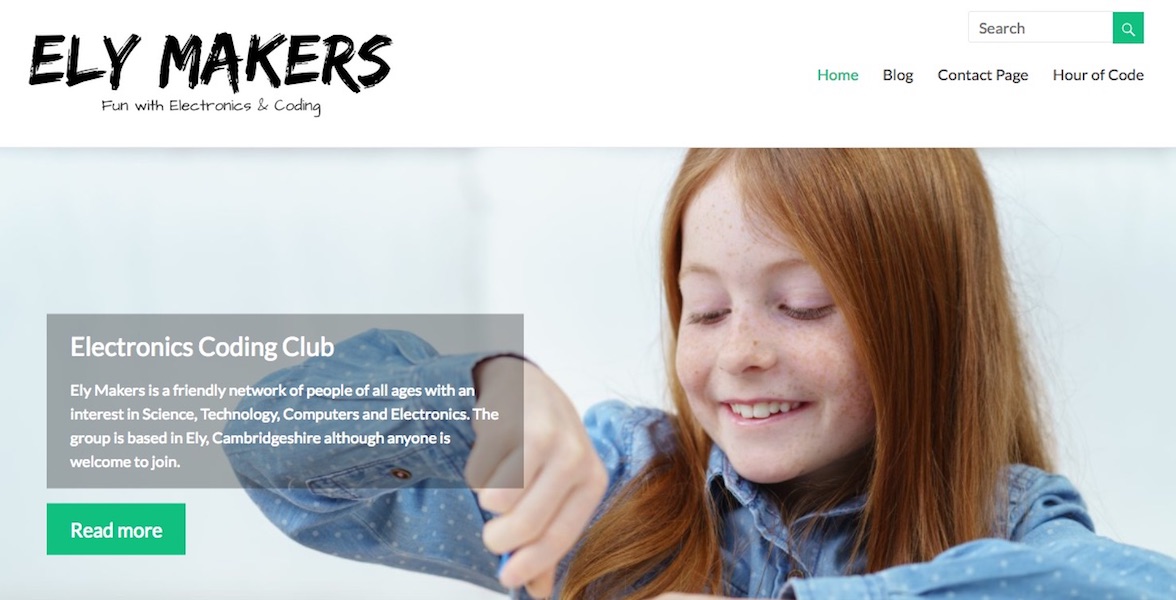 ELY MAKERS
Fun with Electronics & Coding
Search
Home Blog Contact Page Hour of Code
Electronics Coding Club
Ely Makers is a friendly network of people of all ages with an
interest in Science, Technology, Computers and Electronics. The
group is based in Ely, Cambridgeshire although anyone is
welcome to join.
Read more